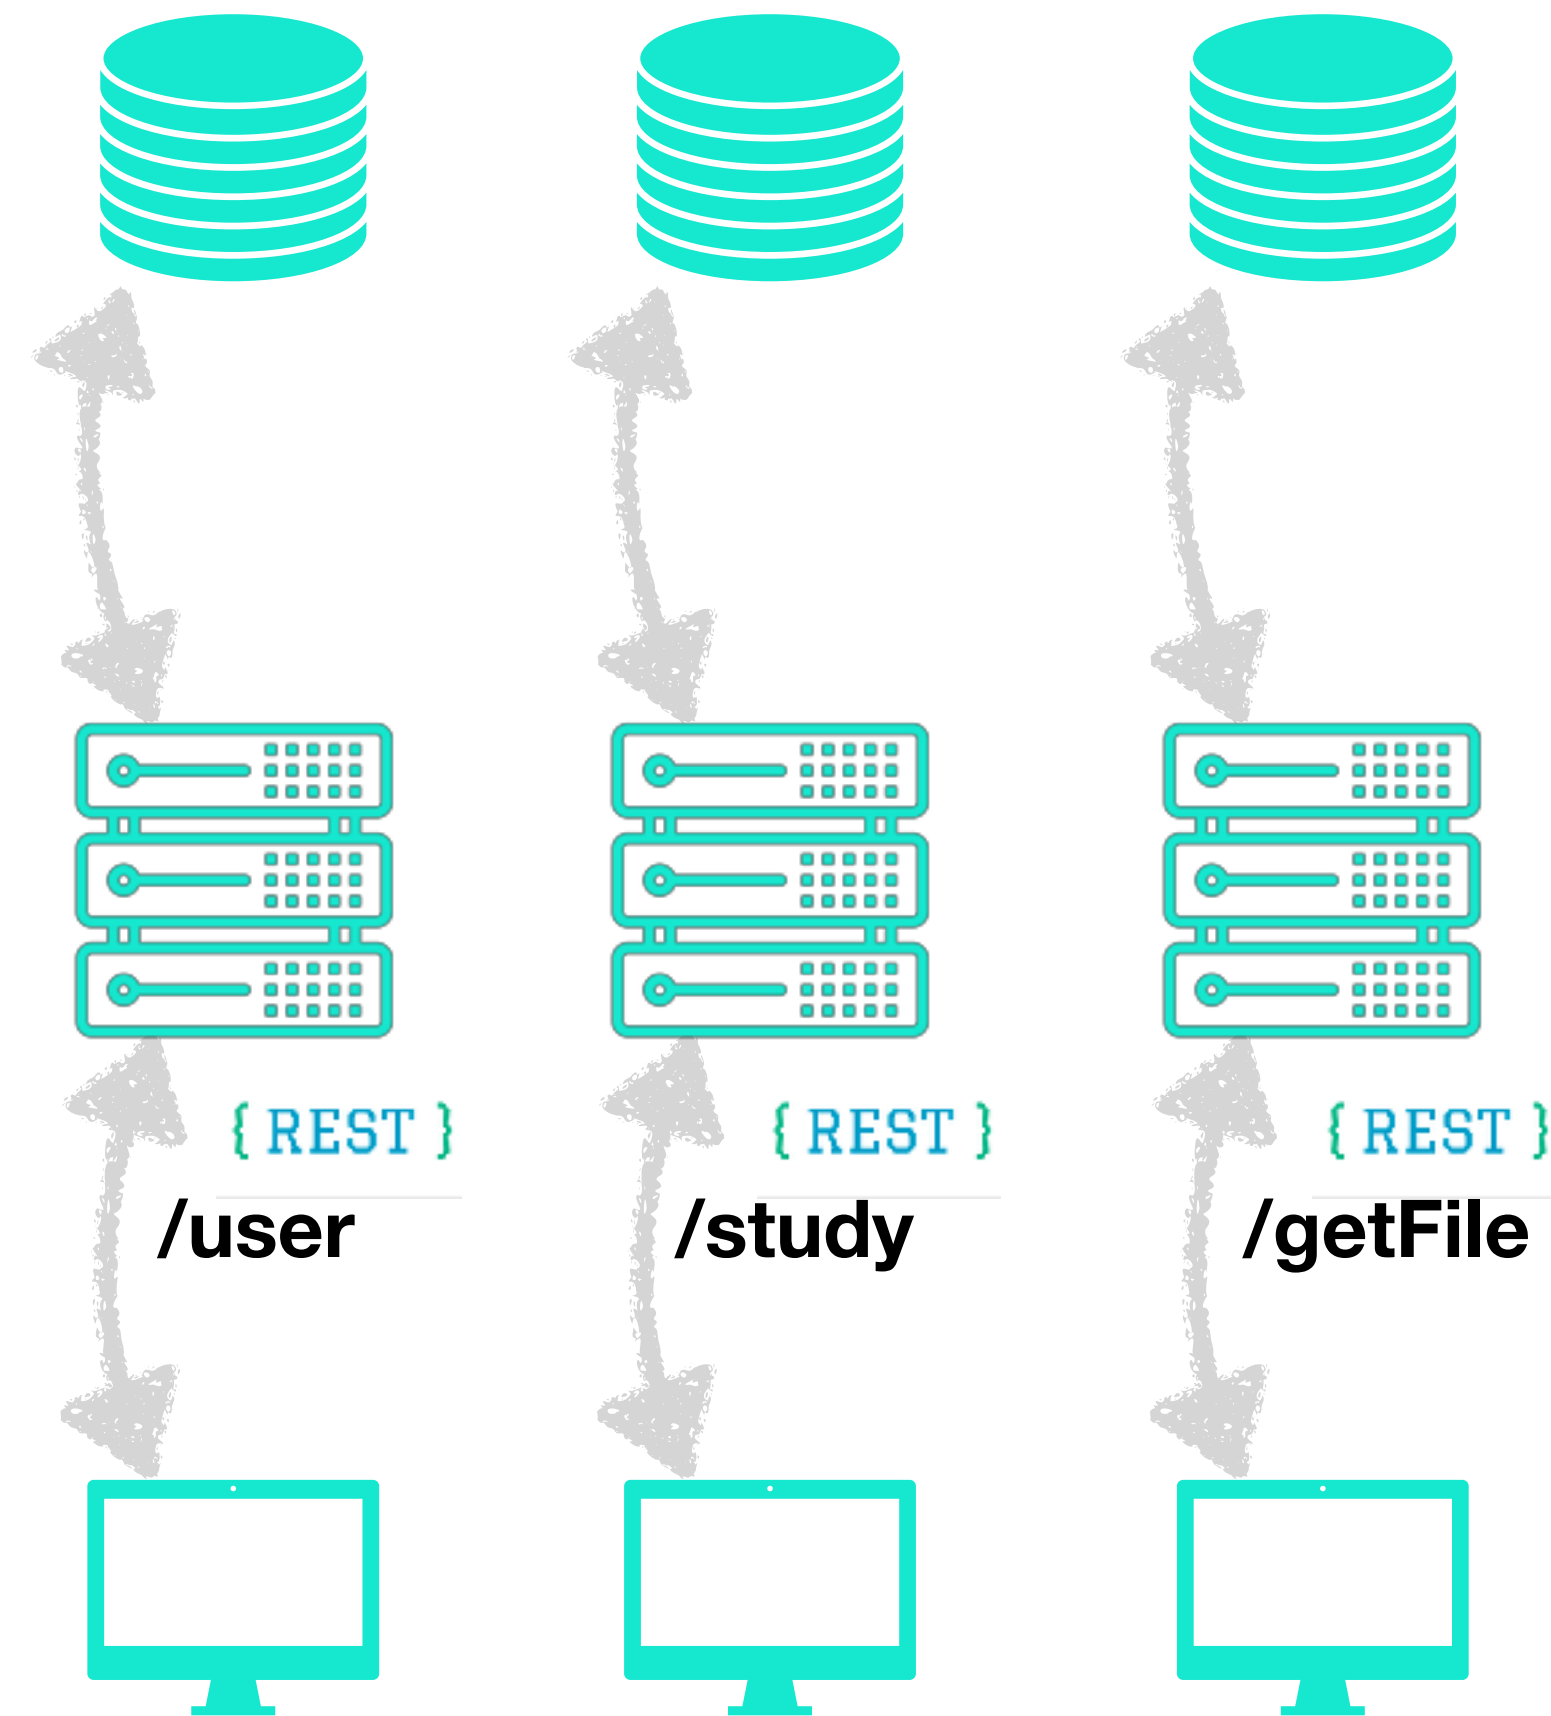 { REST } { REST } { REST }
/user /study /getFile